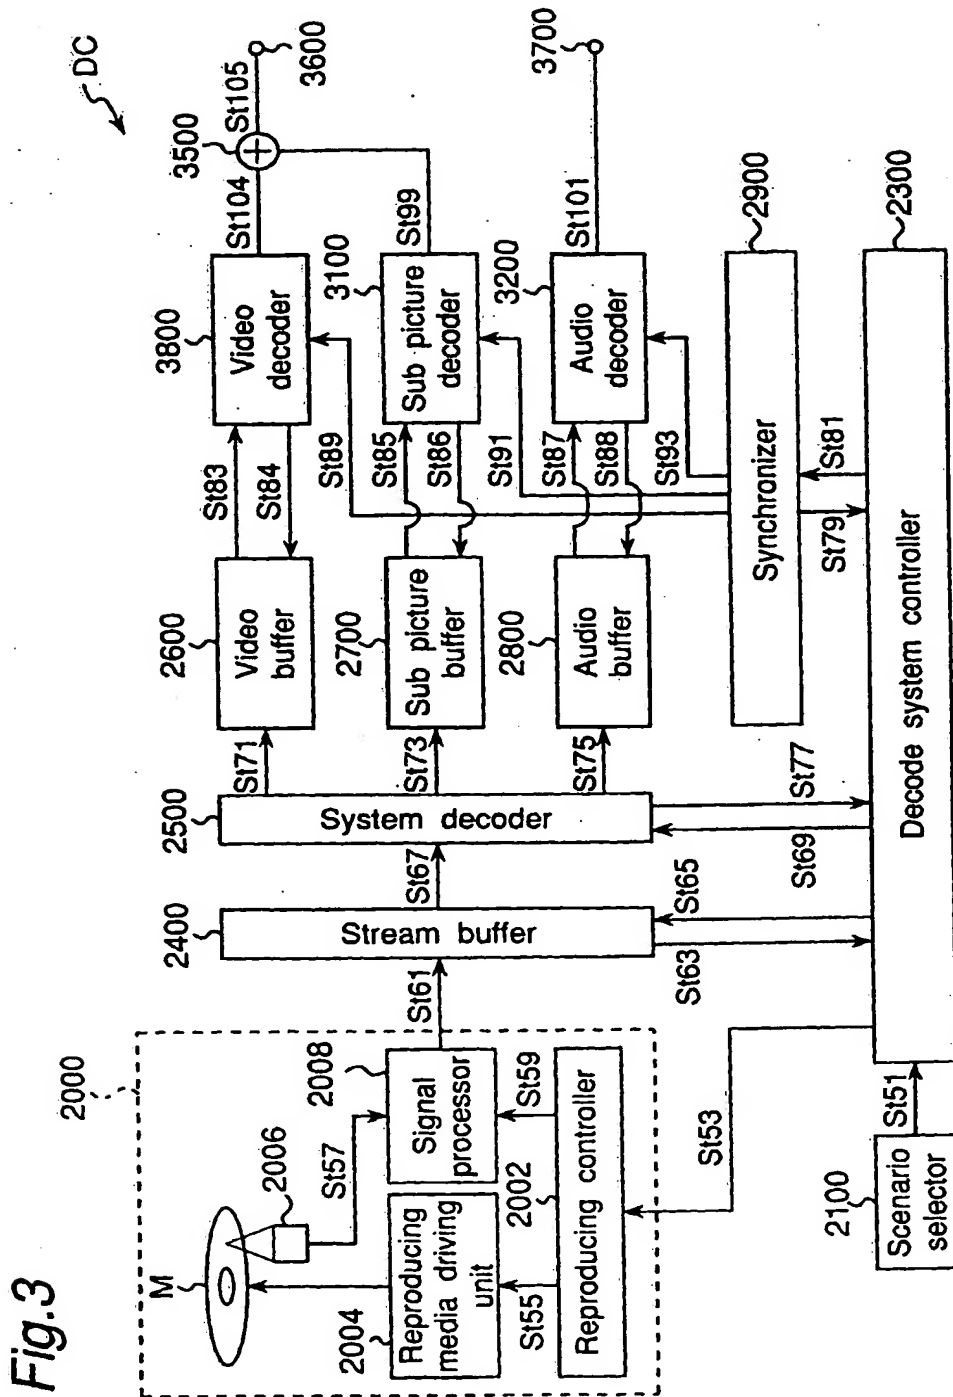 Fig.3
DC
2000
M
2006
2004
Reproducing
media driving
unit
2008
Signal
processor
St57
St55
St59
2002
Reproducing controller
St53
2100
Scenario
selector
St51
St61
2400
Stream buffer
St63
St65
St67
2500
System decoder
St69
St77
St71
St73
St75
2600
Video
buffer
2700
Sub picture
buffer
2800
Audio
buffer
St83
St84
St89
St85
St86
St91
St87
St88
St93
3800
Video
decoder
3100
Sub picture
decoder
3200
Audio
decoder
St104
3500
St105
3600
St99
St101
3700
2900
Synchronizer
St79
St81
2300
Decode system controller